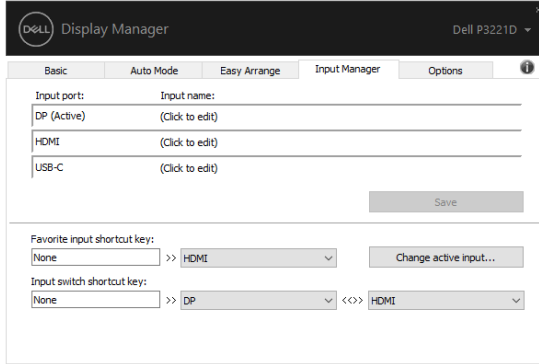 DELL Display Manager Dell P3221D
Basic Auto Mode Easy Arrange Input Manager Options
Input port: Input name:
DP (Active) (Click to edit)
HDMI (Click to edit)
USB-C (Click to edit)
Save
Favorite input shortcut key:
None >> HDMI Change active input...
Input switch shortcut key:
None >> DP <<>> HDMI